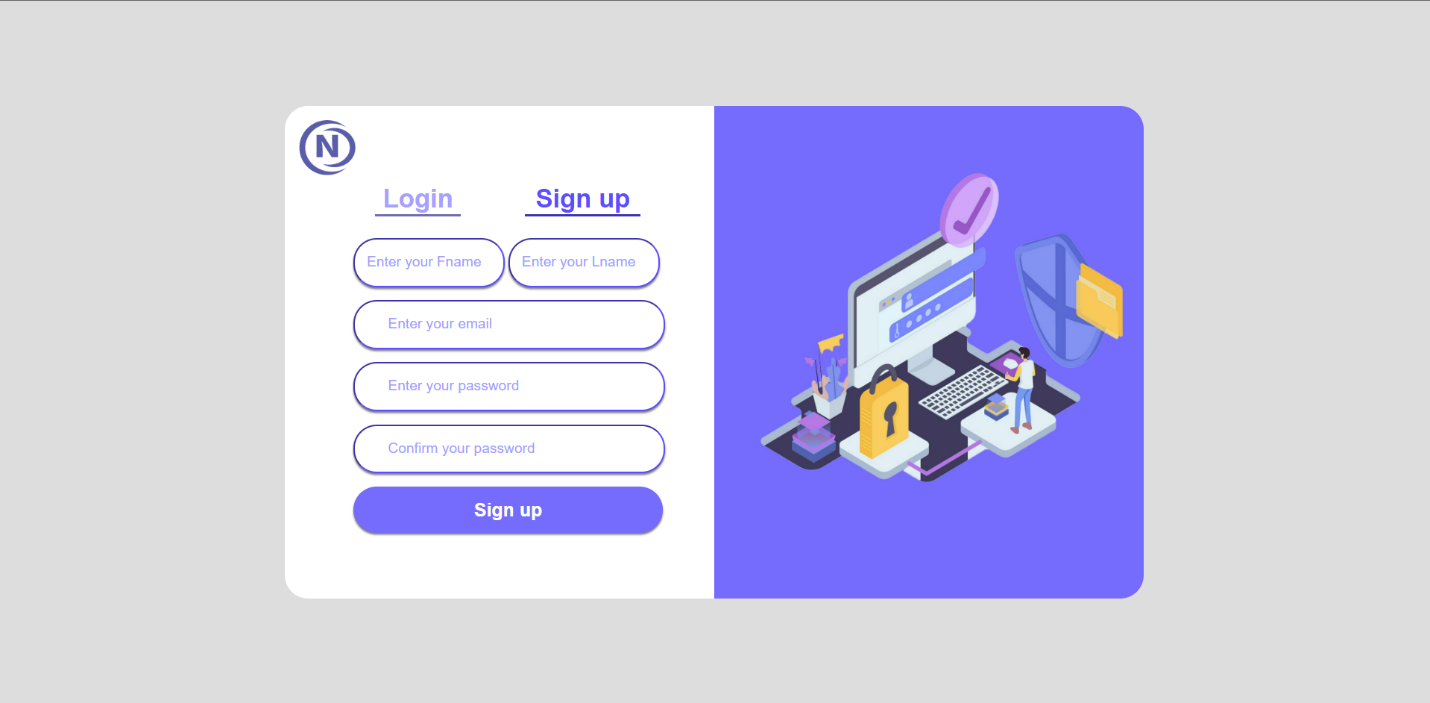 N
Login Sign up
Enter your Fname Enter your Lname
Enter your email
Enter your password
Confirm your password
Sign up